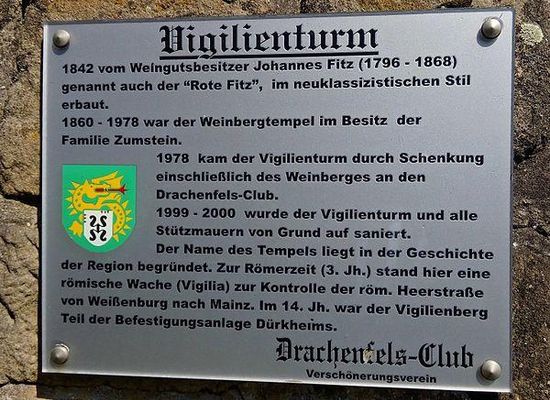 Vigilienturm
1842 vom Weingutsbesitzer Johannes Fitz (1796 - 1868)
genannt auch der "Rote Fitz", im neuklassizistischen Stil
erbaut.
1860 - 1978 war der Weinbergtempel im Besitz der
Familie Zumstein.
1978 kam der Vigilienturm durch Schenkung
einschließlich des Weinberges an den
Drachenfels-Club.
1999 - 2000 wurde der Vigilienturm und alle
Stützmauern von Grund auf saniert.
Der Name des Tempels liegt in der Geschichte
der Region begründet. Zur Römerzeit (3. Jh.) stand hier eine
römische Wache (Vigilia) zur Kontrolle der röm. Heerstraße
von Weißenburg nach Mainz. Im 14. Jh. war der Vigilienberg
Teil der Befestigungsanlage Dürkheims.
Drachenfels-Club
Verschönerungsverein